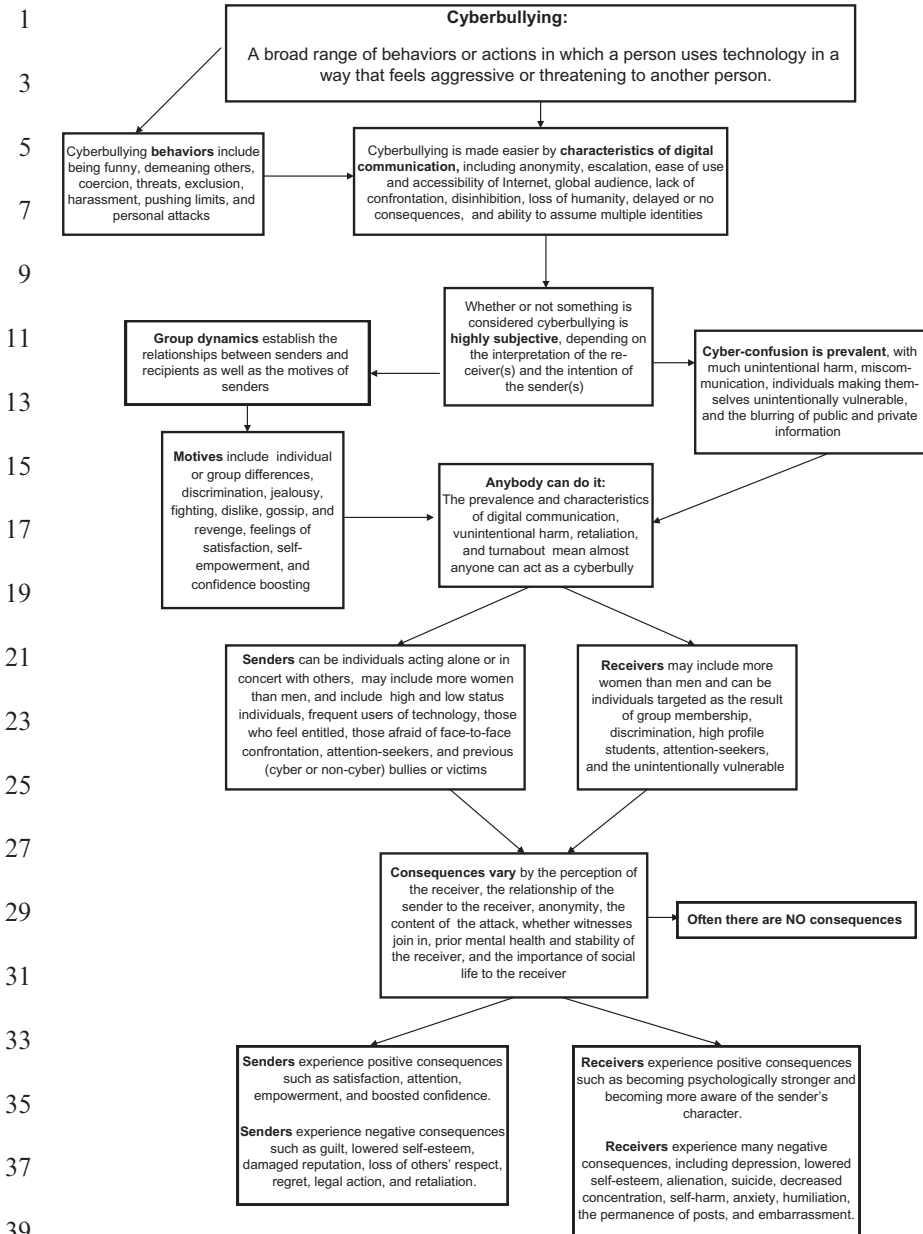 1
3
5
7
9
11
13
15
17
19
21
23
25
27
29
31
33
35
37
39
Cyberbullying:
A broad range of behaviors or actions in which a person uses technology in a
way that feels aggressive or threatening to another person.
Cyberbullying behaviors include
being funny, demeaning others,
coercion, threats, exclusion,
harassment, pushing limits, and
personal attacks
Cyberbullying is made easier by characteristics of digital
communication, including anonymity, escalation, ease of use
and accessibility of Internet, global audience, lack of
confrontation, disinhibition, loss of humanity, delayed or no
consequences, and ability to assume multiple identities
Whether or not something is
considered cyberbullying is
highly subjective, depending on
the interpretation of the re-
ceiver(s) and the intention
of the sender(s)
Group dynamics establish the
relationships between senders and
recipients as well as the motives of
senders
Cyber-confusion is prevalent, with
much unintentional harm, miscom-
munication, individuals making them-
selves unintentionally vulnerable,
and the blurring of public and private
information
Motives include individual
or group differences,
discrimination, jealousy,
fighting, dislike, gossip, and
revenge, feelings of
satisfaction, self-
empowerment, and
confidence boosting
Anybody can do it:
The prevalence and characteristics
of digital communication,
vunintentional harm, retaliation,
and turnabout mean almost
anyone can act as a cyberbully
Senders can be individuals acting alone or in
concert with others, may include more women
than men, and include high and low status
individuals, frequent users of technology, those
who feel entitled, those afraid of face-to-face
confrontation, attention-seekers, and previous
(cyber or non-cyber) bullies or victims
Receivers may include more
women than men and can be
individuals targeted as the result
of group membership,
discrimination, high profile
students, attention-seekers,
and the unintentionally vulnerable
Consequences vary by the perception of
the receiver, the relationship of the
sender to the receiver, anonymity, the
content of the attack, whether witnesses
join in, prior mental health and stability of
the receiver, and the importance of social
life to the receiver
Often there are NO consequences
Senders experience positive consequences
such as satisfaction, attention,
empowerment, and boosted confidence.
Senders experience negative consequences
such as guilt, lowered self-esteem,
damaged reputation, loss of others' respect,
regret, legal action, and retaliation.
Receivers experience positive consequences
such as becoming psychologically stronger and
becoming more aware of the sender's
character.
Receivers experience many negative
consequences, including depression, lowered
self-esteem, alienation, suicide, decreased
concentration, self-harm, anxiety, humiliation,
the permanence of posts, and embarrassment.